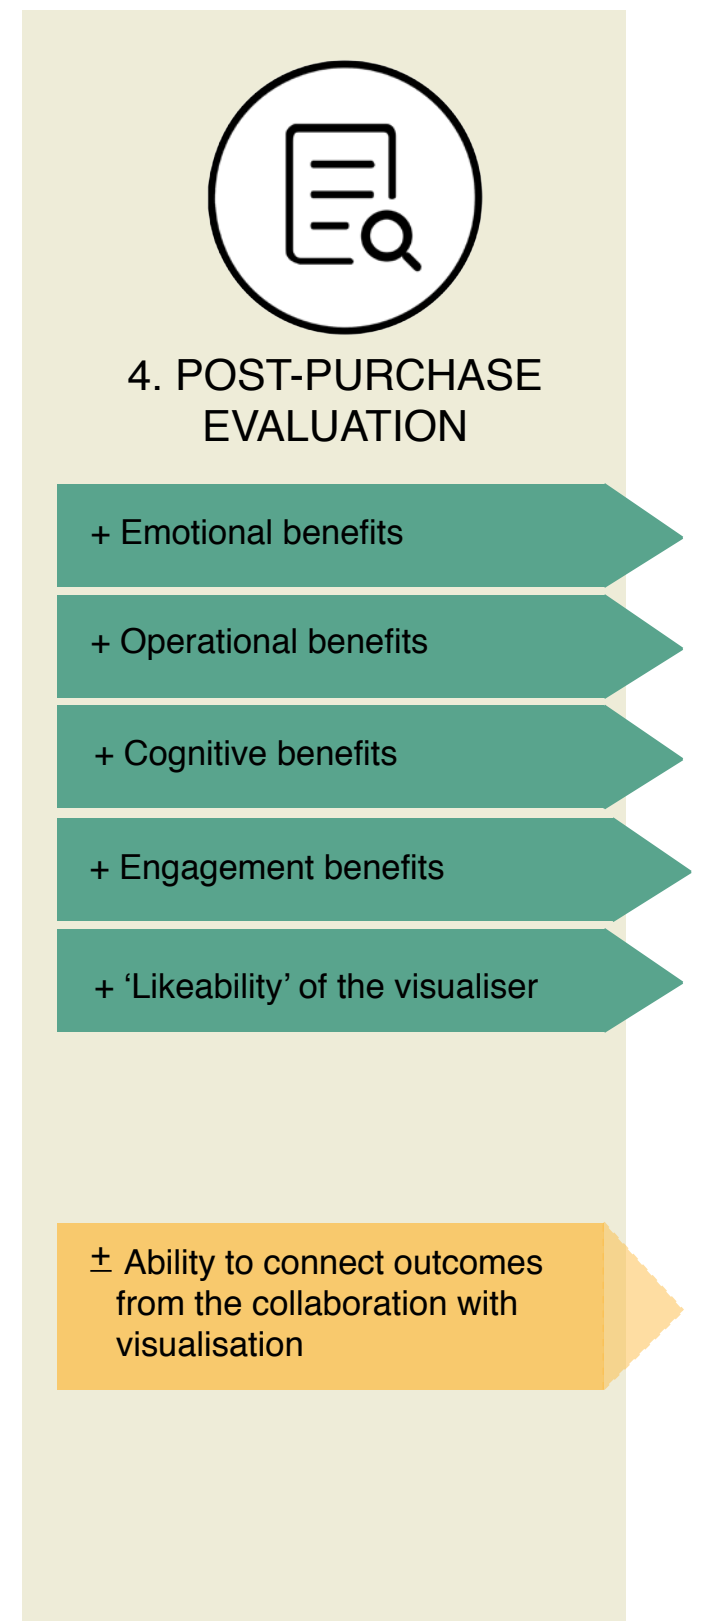 4. POST-PURCHASE
EVALUATION
+ Emotional benefits
+ Operational benefits
+ Cognitive benefits
+ Engagement benefits
+ ‘Likeability’ of the visualiser
± Ability to connect outcomes
from the collaboration with
visualisation